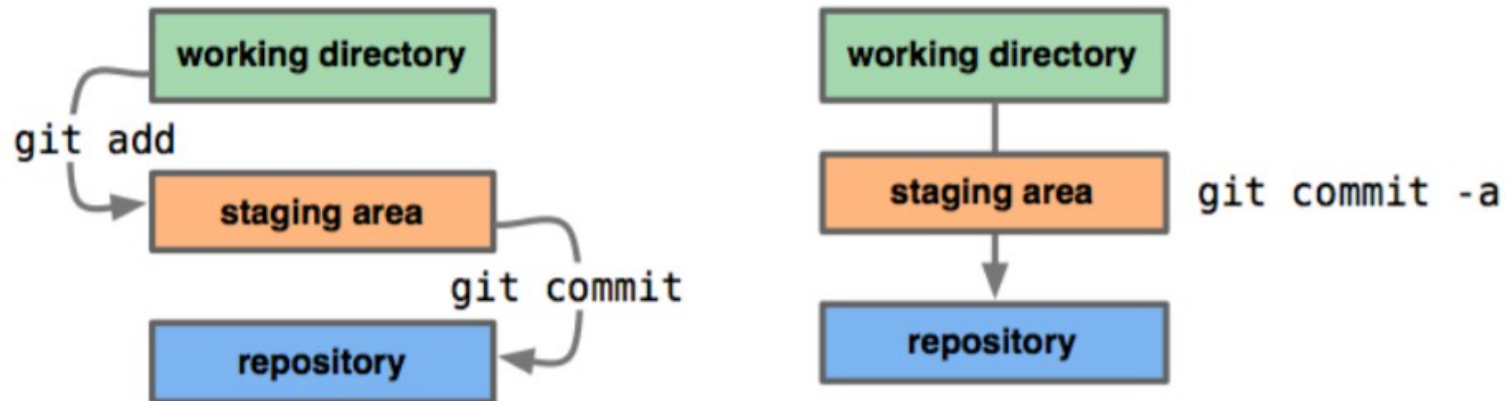 working directory
git add
staging area
git commit
repository
working directory
staging area
git commit -a
repository